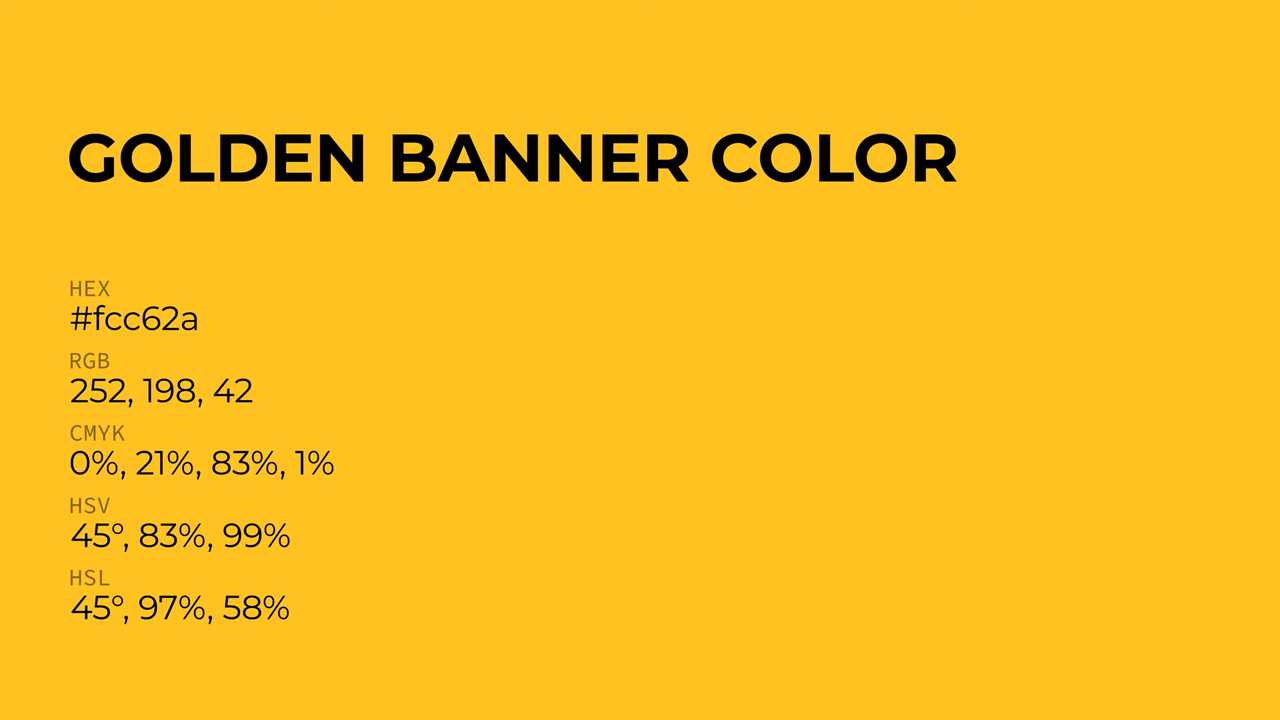 GOLDEN BANNER COLOR
HEX
#fcc62a
RGB
252, 198, 42
CMYK
0%, 21%, 83%, 1%
HSV
45°, 83%, 99%
HSL
45°, 97%, 58%